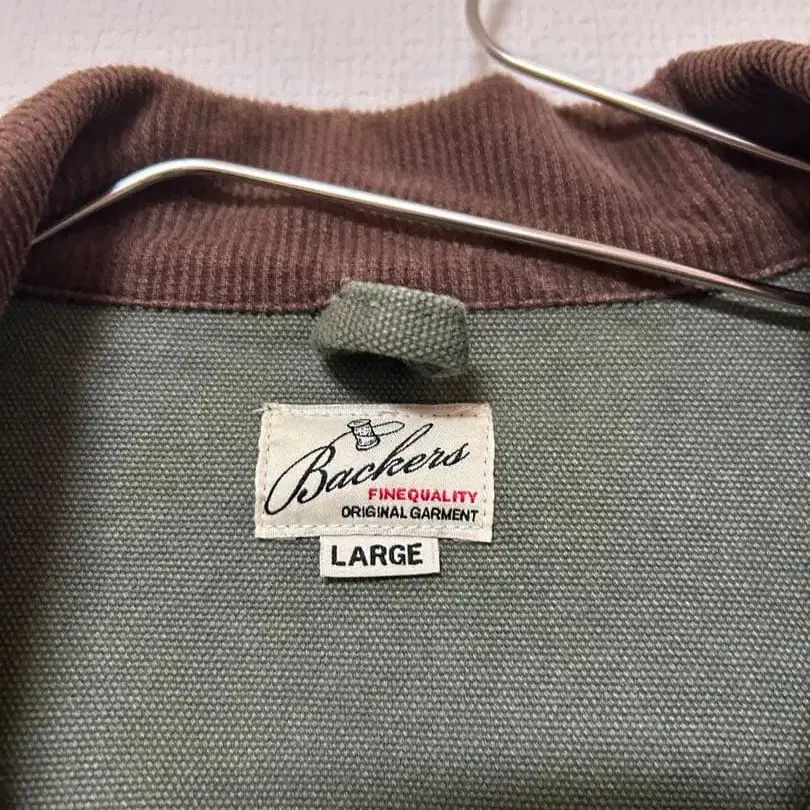 Backers
FINEQUALITY
ORIGINAL GARMENT
LARGE